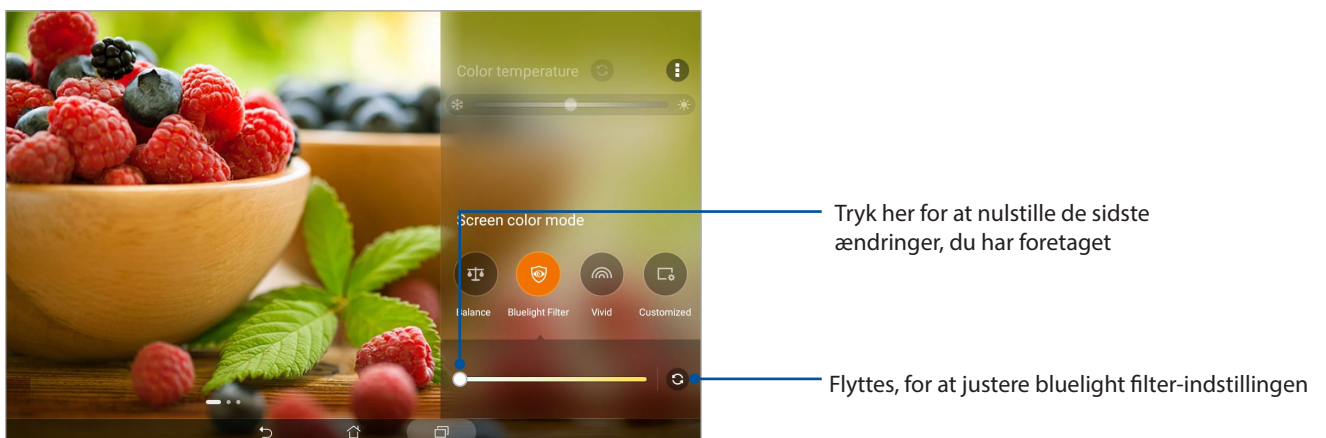 Color temperature
Screen color mode
Balance Bluelight Filter Vivid Customized
Tryk her for at nulstille de sidste
ændringer, du har foretaget
Flyttes, for at justere bluelight filter-indstillingen